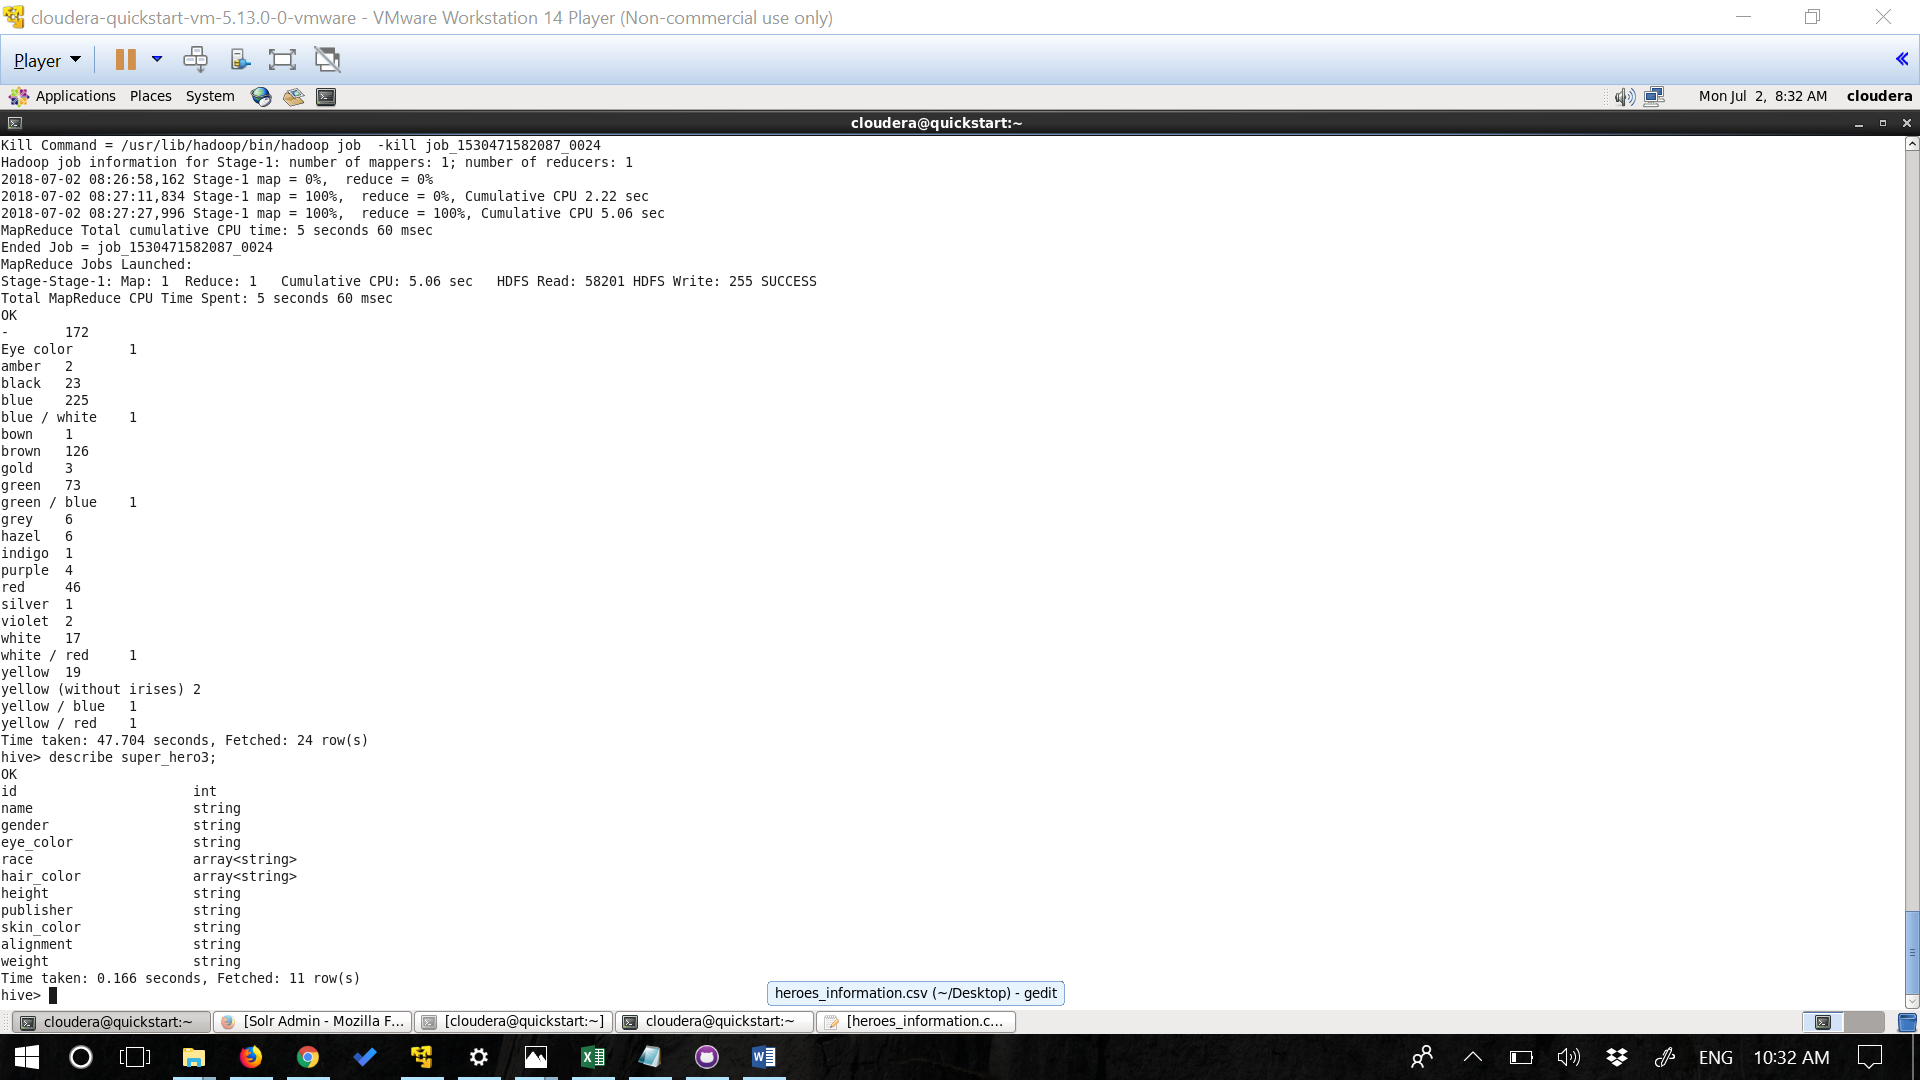 cloudera-quickstart-vm-5.13.0-0-vmware - VMware Workstation 14 Player (Non-commercial use only)
Player
Applications Places System Mon Jul 2, 8:32 AM cloudera
cloudera@quickstart:~
Kill Command = /usr/lib/hadoop/bin/hadoop job  -kill job_1530471582087_0024
Hadoop job information for Stage-1: number of mappers: 1; number of reducers: 1
2018-07-02 08:26:58,162 Stage-1 map = 0%,  reduce = 0%
2018-07-02 08:27:11,834 Stage-1 map = 100%,  reduce = 0%, Cumulative CPU 2.22 sec
2018-07-02 08:27:27,996 Stage-1 map = 100%,  reduce = 100%, Cumulative CPU 5.06 sec
MapReduce Total cumulative CPU time: 5 seconds 60 msec
Ended Job = job_1530471582087_0024
MapReduce Jobs Launched:
Stage-Stage-1: Map: 1  Reduce: 1   Cumulative CPU: 5.06 sec   HDFS Read: 58201 HDFS Write: 255 SUCCESS
Total MapReduce CPU Time Spent: 5 seconds 60 msec
OK
-       172
Eye color       1
amber   2
black   23
blue    225
blue / white    1
bown    1
brown   126
gold    3
green   73
green / blue    1
grey    6
hazel   6
indigo  1
purple  4
red     46
silver  1
violet  2
white   17
white / red     1
yellow  19
yellow (without irises) 2
yellow / blue   1
yellow / red    1
Time taken: 47.704 seconds, Fetched: 24 row(s)
hive> describe super_hero3;
OK
id                      int
name                    string
gender                  string
eye_color               string
race                    array<string>
hair_color              array<string>
height                  string
publisher               string
skin_color              string
alignment               string
weight                  string
Time taken: 0.166 seconds, Fetched: 11 row(s)
hive>
heroes_information.csv (~/Desktop) - gedit
cloudera@quickstart:~ [Solr Admin - Mozilla F... [cloudera@quickstart:~] cloudera@quickstart:~ [heroes_information.c...
ENG 10:32 AM